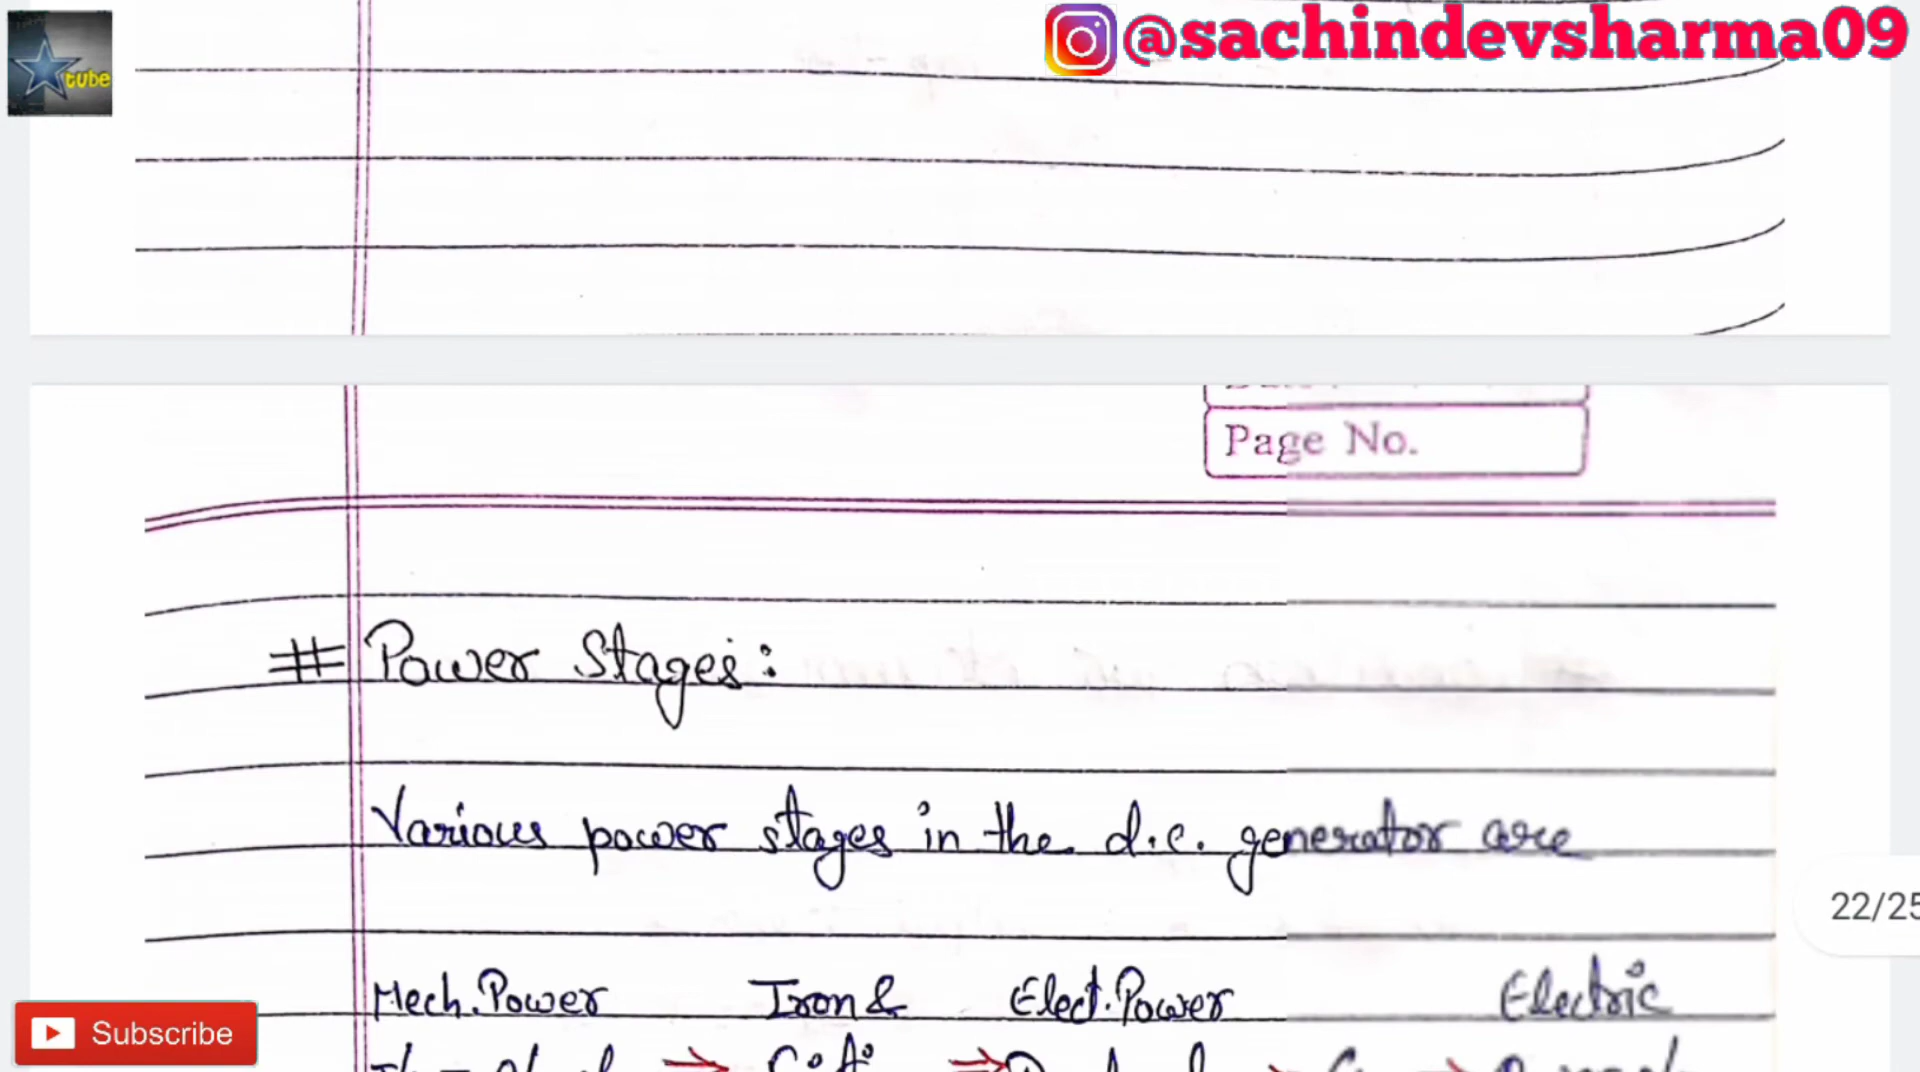 @sachindevsharma09
tube
Page No.
# Power Stages:
Various power stages in the d.c. generator are
22/25
Mech. Power Iron & Elect. Power Electric
Subscribe